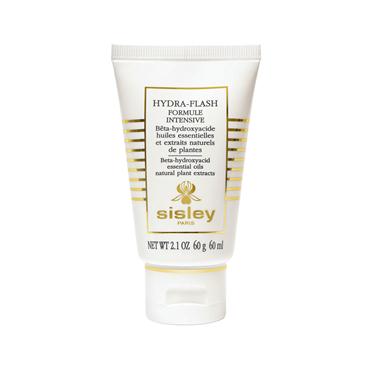 HYDRA-FLASH
FORMULE
INTENSIVE
Bêta-hydroxyacide
huiles essentielles
et extraits naturels
de plantes
Beta-hydroxyacid
essential oils
natural plant extracts
sisley
PARIS
NET WT 2.1 OZ 60 g 60 ml